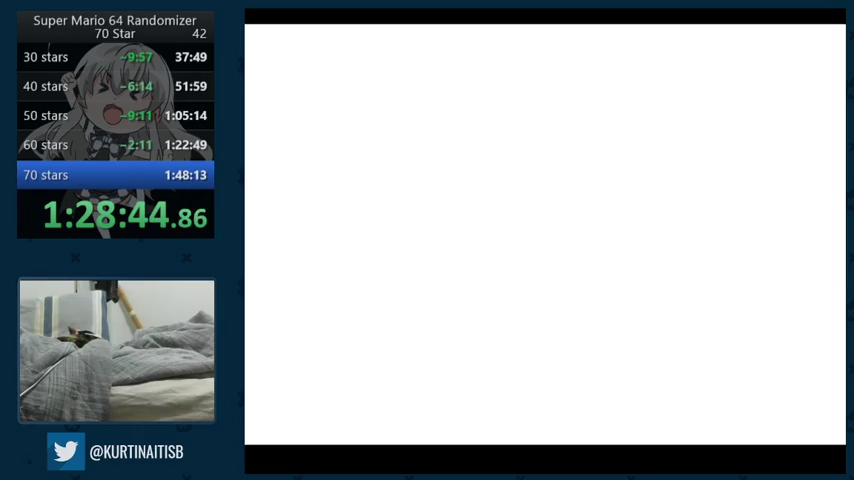 Super Mario 64 Randomizer
70 Star 42
30 stars -9:57 37:49
40 stars -6:14 51:59
50 stars -9:11 1:05:14
60 stars -2:11 1:22:49
70 stars 1:48:13
1:28:44.86
@KURTINAITISB